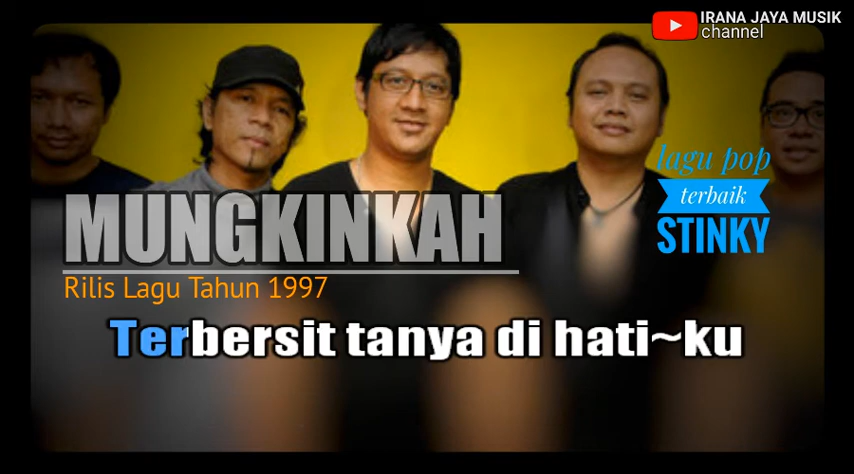 IRANA JAYA MUSIK
channel
lagu pop
terbaik
STINKY
MUNGKINKAH
Rilis Lagu Tahun 1997
Terbersit tanya di hati~ku